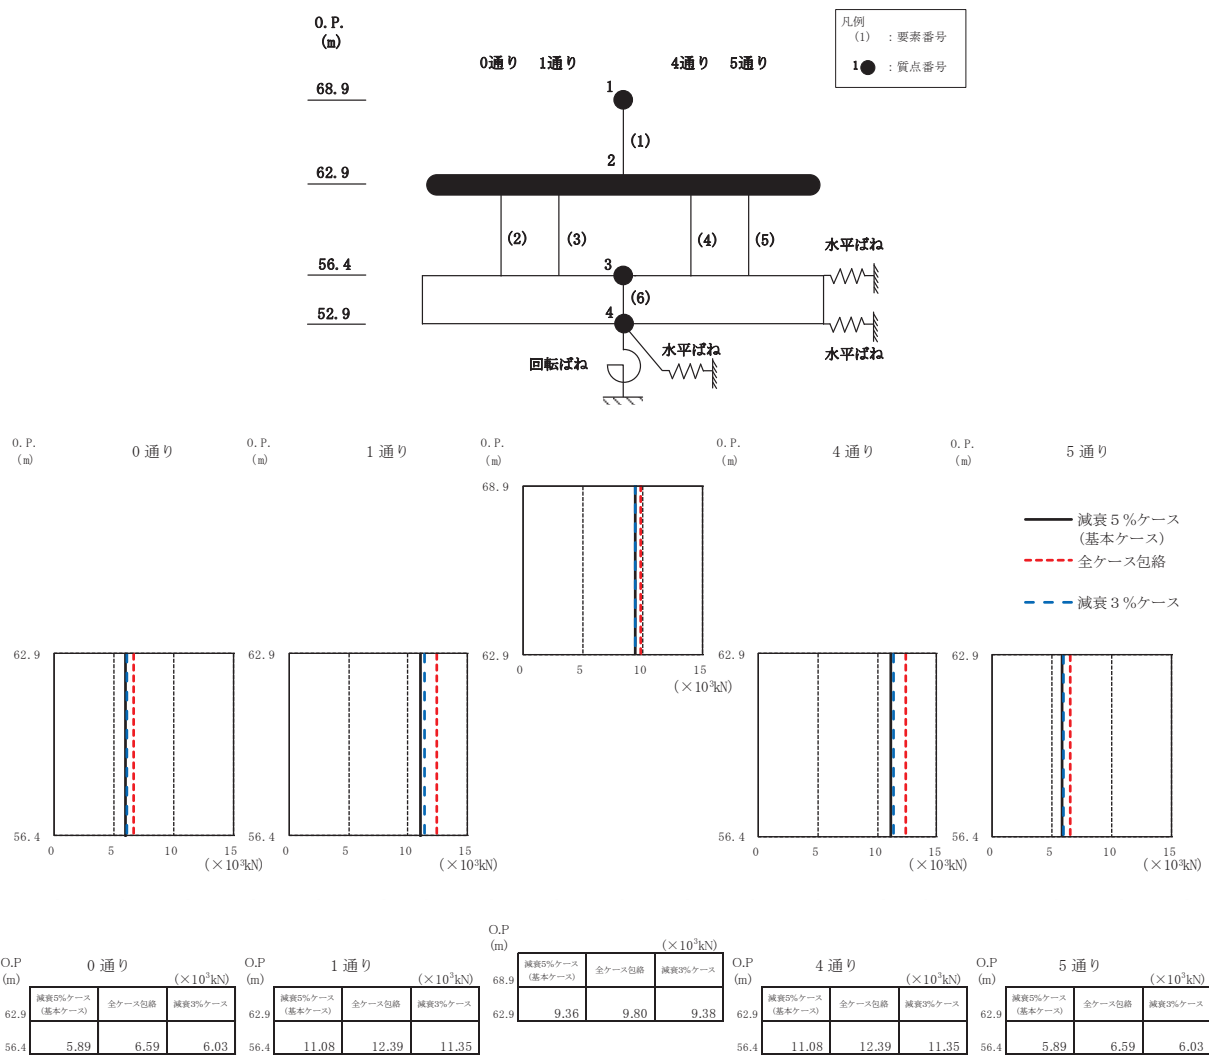 O.P.
(m)
0通り 1通り 4通り 5通り
凡例
(1) : 要素番号
1 : 質点番号
68.9
1
(1)
2
62.9
(2) (3) (4) (5)
水平ばね
56.4
3
(6)
52.9
4
水平ばね
水平ばね
回転ばね
O.P.
(m)
0 通り
O.P.
(m)
1 通り
O.P.
(m)
O.P.
(m)
4 通り
O.P.
(m)
5 通り
68.9
62.9
0 5 10 15
(×10³kN)
減衰5%ケース
(基本ケース)
全ケース包絡
減衰3%ケース
62.9
56.4
0 5 10 15
(×10³kN)
62.9
56.4
0 5 10 15
(×10³kN)
62.9
56.4
0 5 10 15
(×10³kN)
62.9
56.4
0 5 10 15
(×10³kN)
O.P
(m)
0 通り
(×10³kN)
減衰5%ケース
(基本ケース) 全ケース包絡 減衰3%ケース
62.9
56.4 5.89 6.59 6.03
O.P
(m)
1 通り
(×10³kN)
減衰5%ケース
(基本ケース) 全ケース包絡 減衰3%ケース
62.9
56.4 11.08 12.39 11.35
O.P
(m)
(×10³kN)
減衰5%ケース
(基本ケース) 全ケース包絡 減衰3%ケース
68.9
62.9 9.36 9.80 9.38
O.P
(m)
4 通り
(×10³kN)
減衰5%ケース
(基本ケース) 全ケース包絡 減衰3%ケース
62.9
56.4 11.08 12.39 11.35
O.P
(m)
5 通り
(×10³kN)
減衰5%ケース
(基本ケース) 全ケース包絡 減衰3%ケース
62.9
56.4 5.89 6.59 6.03